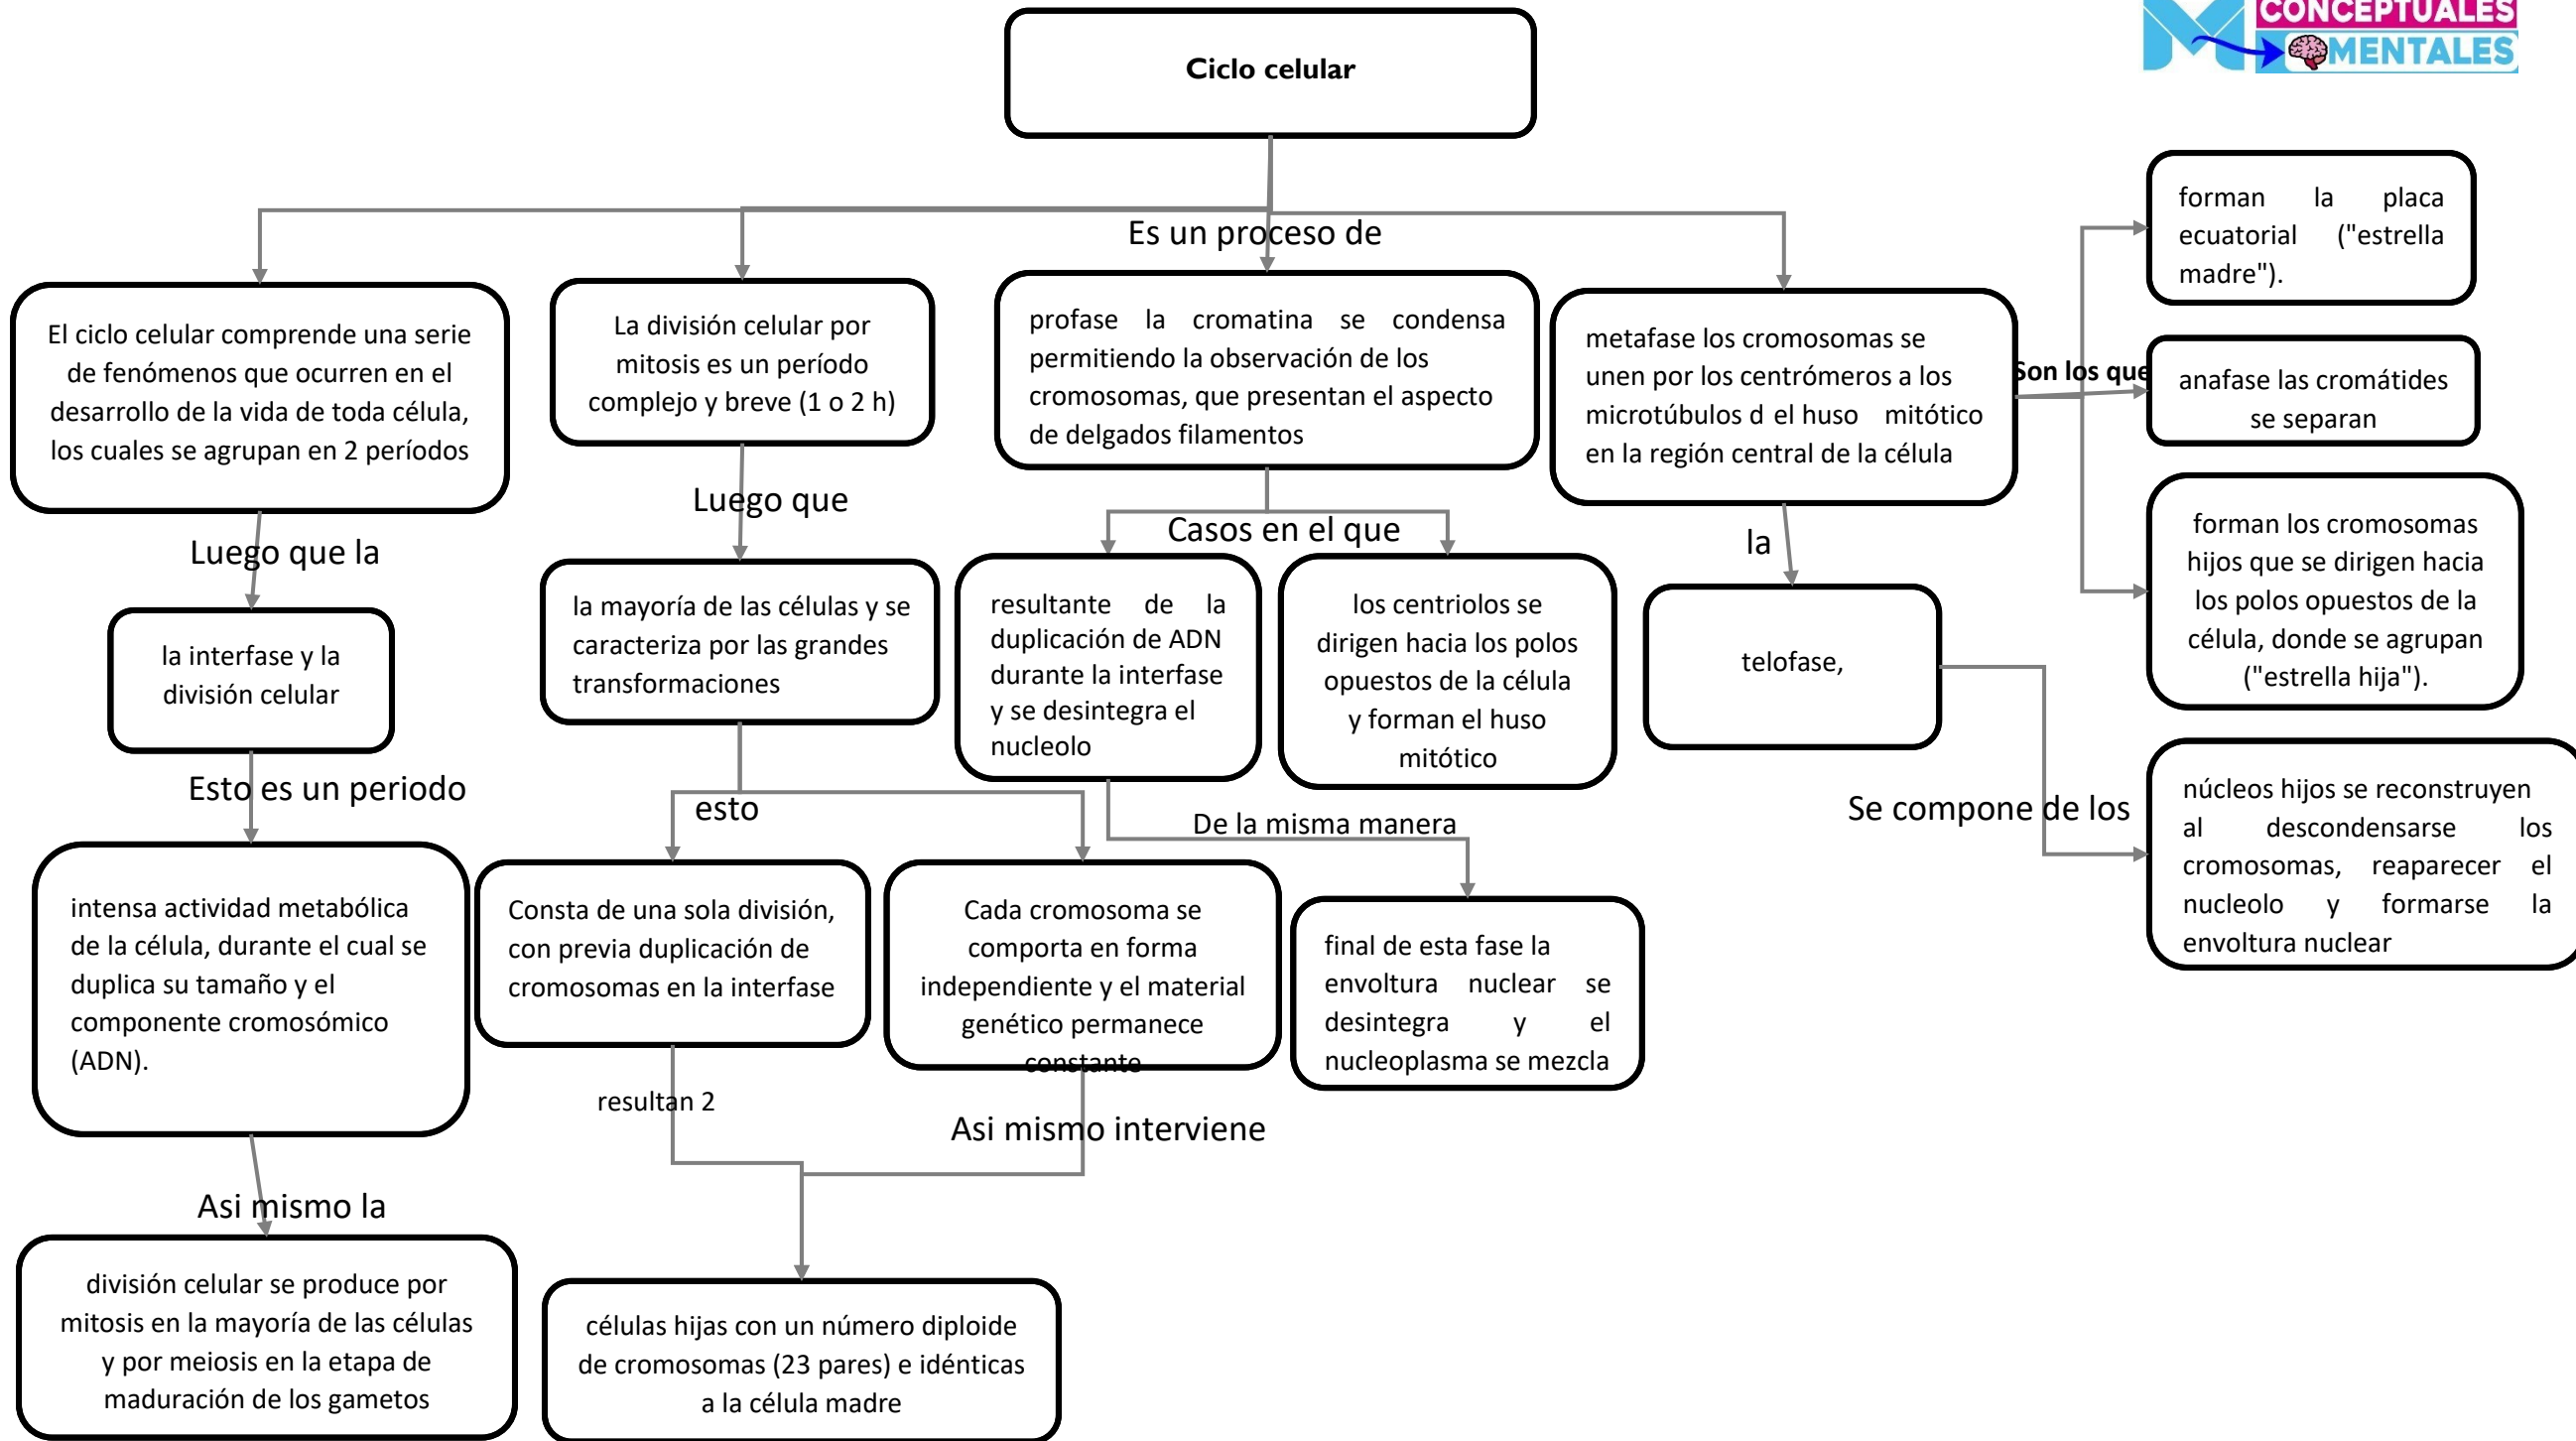 CONCEPTUALES
MENTALES
Ciclo celular
Es un proceso de
El ciclo celular comprende una serie
de fenómenos que ocurren en el
desarrollo de la vida de toda célula,
los cuales se agrupan en 2 períodos
Luego que la
la interfase y la
división celular
Esto es un periodo
intensa actividad metabólica
de la célula, durante el cual se
duplica su tamaño y el
componente cromosómico
(ADN).
Asi mismo la
división celular se produce por
mitosis en la mayoría de las células
y por meiosis en la etapa de
maduración de los gametos
La división celular por
mitosis es un período
complejo y breve (1 o 2 h)
Luego que
la mayoría de las células y se
caracteriza por las grandes
transformaciones
esto
Consta de una sola división,
con previa duplicación de
cromosomas en la interfase
resultan 2
Cada cromosoma se
comporta en forma
independiente y el material
genético permanece
constante
Asi mismo interviene
células hijas con un número diploide
de cromosomas (23 pares) e idénticas
a la célula madre
profase la cromatina se condensa
permitiendo la observación de los
cromosomas, que presentan el aspecto
de delgados filamentos
Casos en el que
resultante de la
duplicación de ADN
durante la interfase
y se desintegra el
nucleolo
los centriolos se
dirigen hacia los polos
opuestos de la célula
y forman el huso
mitótico
De la misma manera
final de esta fase la
envoltura nuclear se
desintegra y el
nucleoplasma se mezcla
metafase los cromosomas se
unen por los centrómeros a los
microtúbulos d el huso mitótico
en la región central de la célula
la
telofase,
Se compone de los
núcleos hijos se reconstruyen
al descondensarse los
cromosomas, reaparecer el
nucleolo y formarse la
envoltura nuclear
Son los que
forman la placa
ecuatorial ("estrella
madre").
anafase las cromátides
se separan
forman los cromosomas
hijos que se dirigen hacia
los polos opuestos de la
célula, donde se agrupan
("estrella hija").